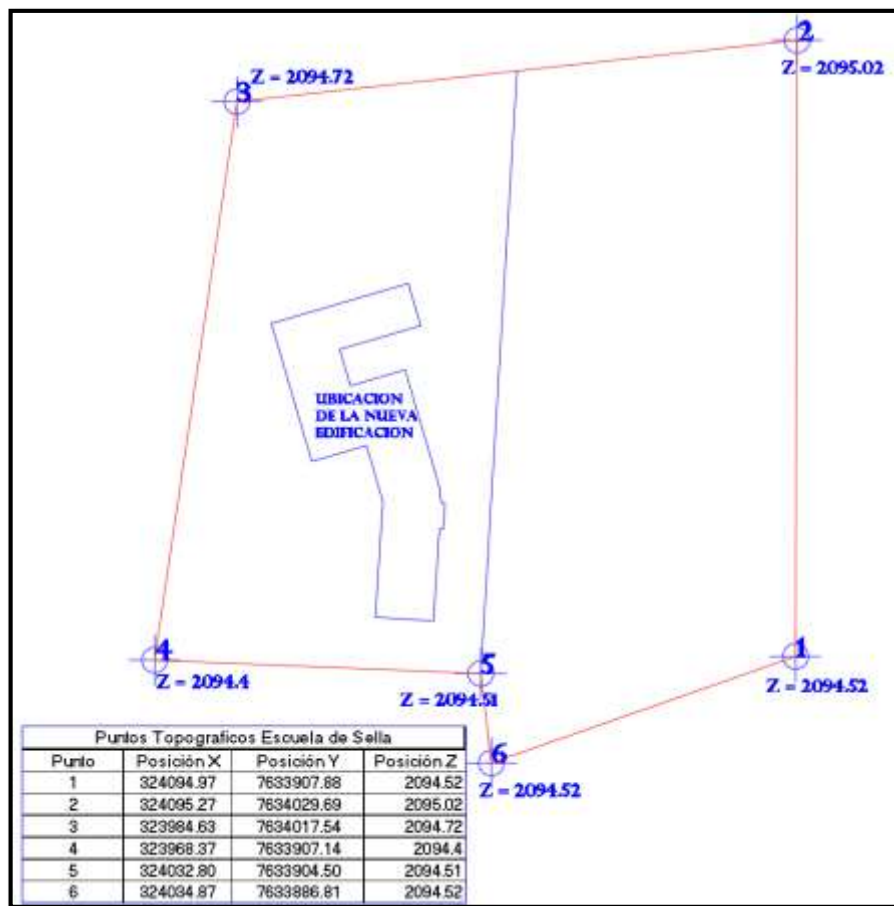 2
Z = 2095.02
3
Z = 2094.72
UBICACION
DE LA NUEVA
EDIFICACION
4
Z = 2094.4
5
Z = 2094.51
1
Z = 2094.52
6
Z = 2094.52
Puntos Topograficos Escuela de Sella
Punto Posición X Posición Y Posición Z
1 324094.97 7633907.88 2094.52
2 324095.27 7634029.69 2095.02
3 323984.63 7634017.54 2094.72
4 323968.37 7633907.14 2094.4
5 324032.80 7633904.50 2094.51
6 324034.87 7633886.81 2094.52